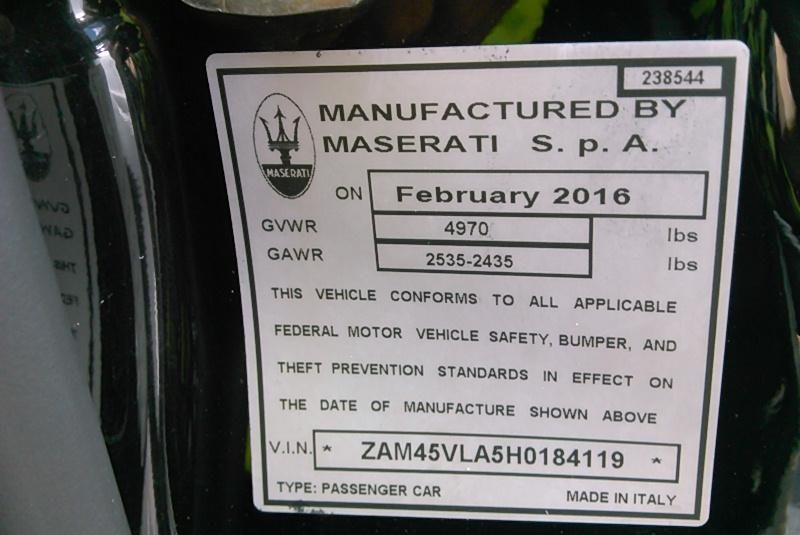 238544
MANUFACTURED BY
MASERATI S. p. A.
MASERATI
ON February 2016
GVWR 4970 lbs
GAWR 2535-2435 lbs
THIS VEHICLE CONFORMS TO ALL APPLICABLE
FEDERAL MOTOR VEHICLE SAFETY, BUMPER, AND
THEFT PREVENTION STANDARDS IN EFFECT ON
THE DATE OF MANUFACTURE SHOWN ABOVE
V.I.N. * ZAM45VLA5H0184119 *
TYPE: PASSENGER CAR MADE IN ITALY